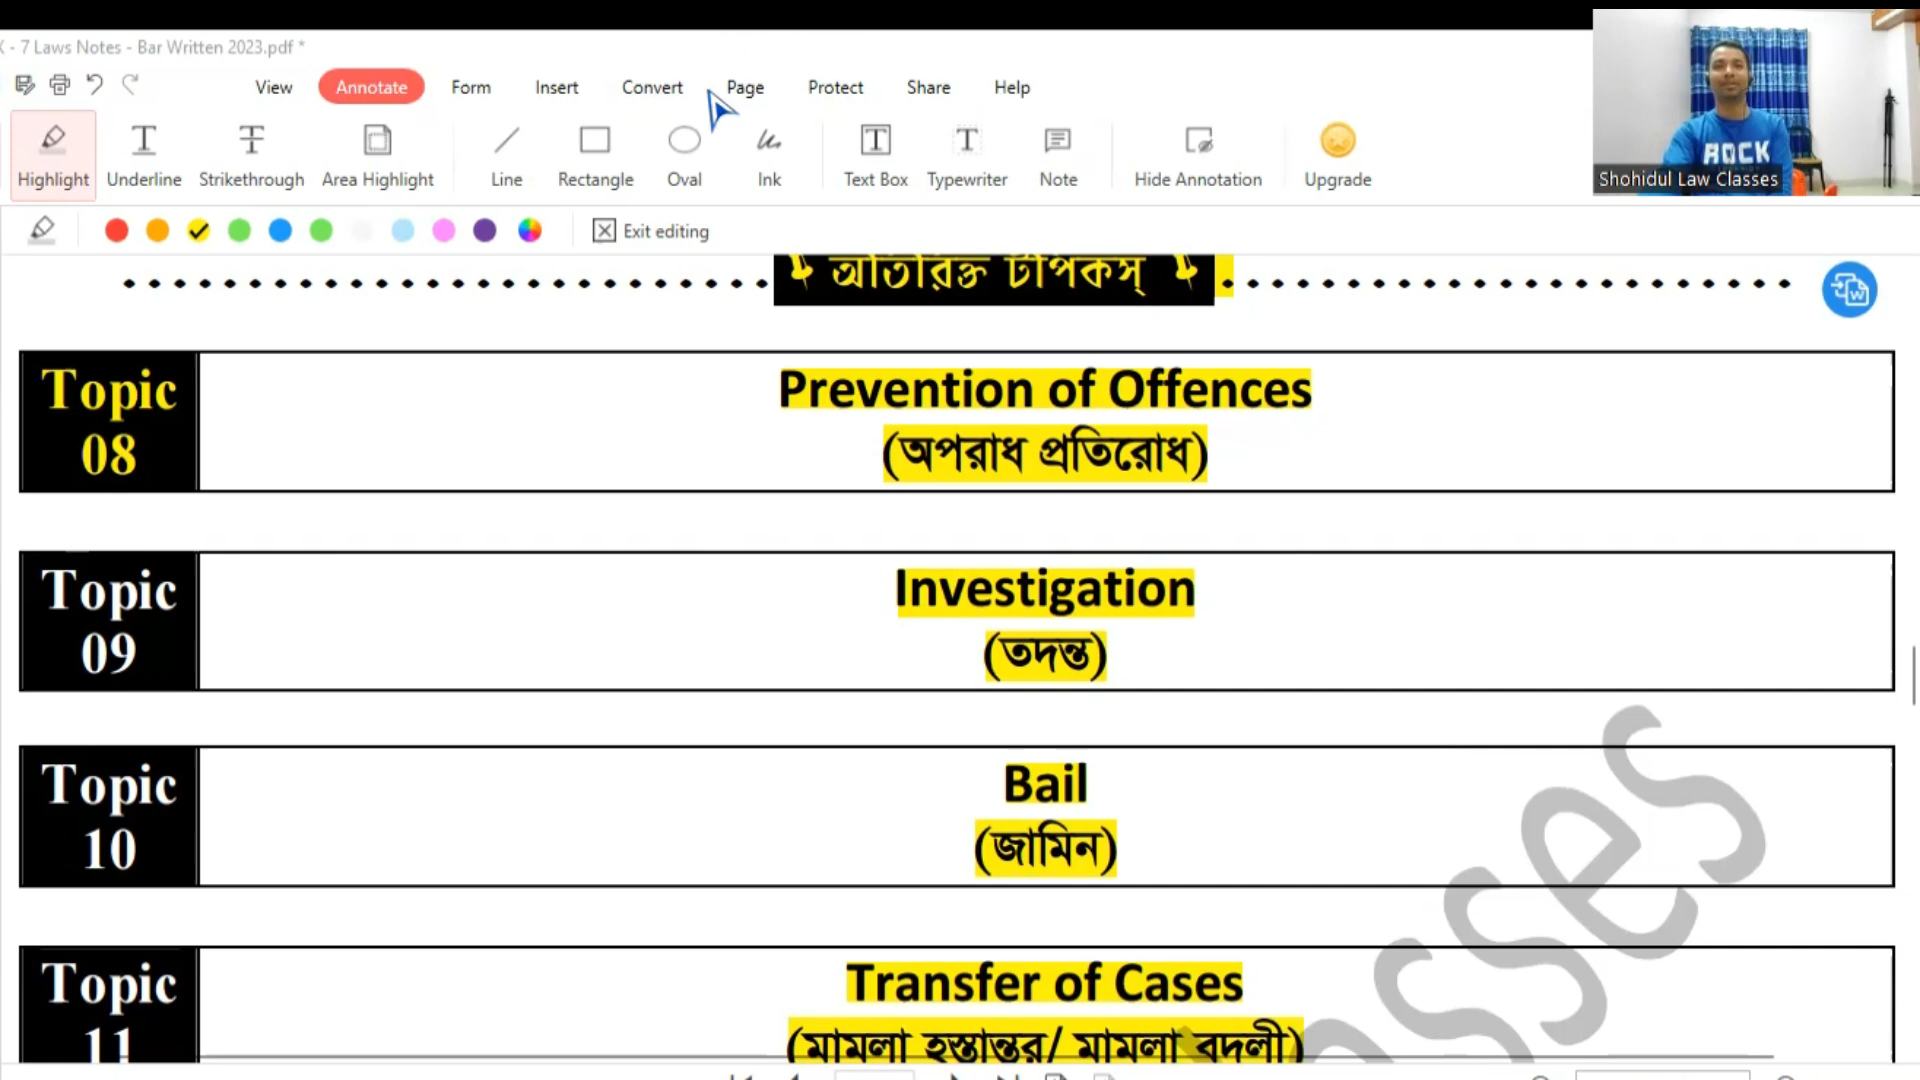 X - 7 Laws Notes - Bar Written 2023.pdf *
View Annotate Form Insert Convert Page Protect Share Help
Highlight Underline Strikethrough Area Highlight Line Rectangle Oval Ink Text Box Typewriter Note Hide Annotation Upgrade
ROCK
Shohidul Law Classes
Exit editing
অতিরিক্ত টপিকস্
Topic
08
Prevention of Offences
(অপরাধ প্রতিরোধ)
Topic
09
Investigation
(তদন্ত)
Topic
10
Bail
(জামিন)
Topic
11
Transfer of Cases
(মামলা হস্তান্তর/ মামলা বদলী)
sses